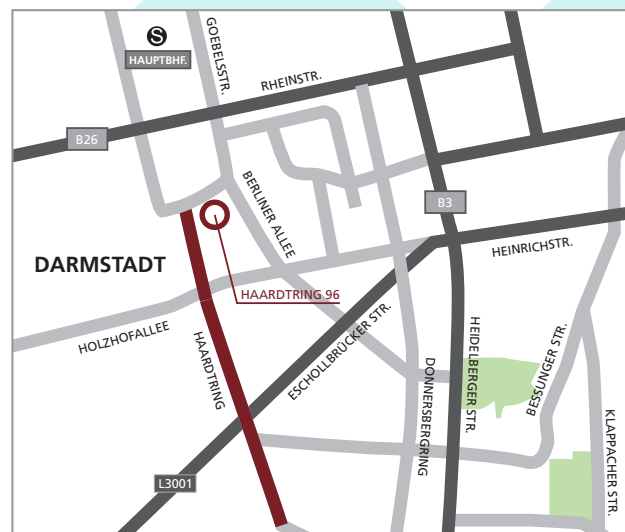 S
HAUPTBHF.
GOEBELSSTR.
RHEINSTR.
B26
BERLINER ALLEE
B3
HEINRICHSTR.
DARMSTADT
HAARDTRING 96
HOLZHOFALLEE
HAARDTRING
ESCHOLLBRÜCKER STR.
DONNERSBERGRING
HEIDELBERGER STR.
BESSUNGER STR.
KLAPPACHER STR.
L3001